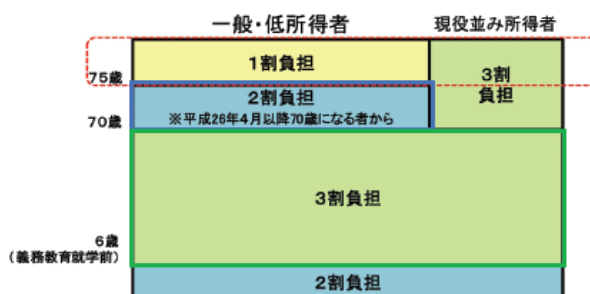 一般・低所得者
現役並み所得者
1割負担
3割
負担
75歳
2割負担
※平成26年4月以降70歳になる者から
70歳
3割負担
6歳
(義務教育就学前)
2割負担